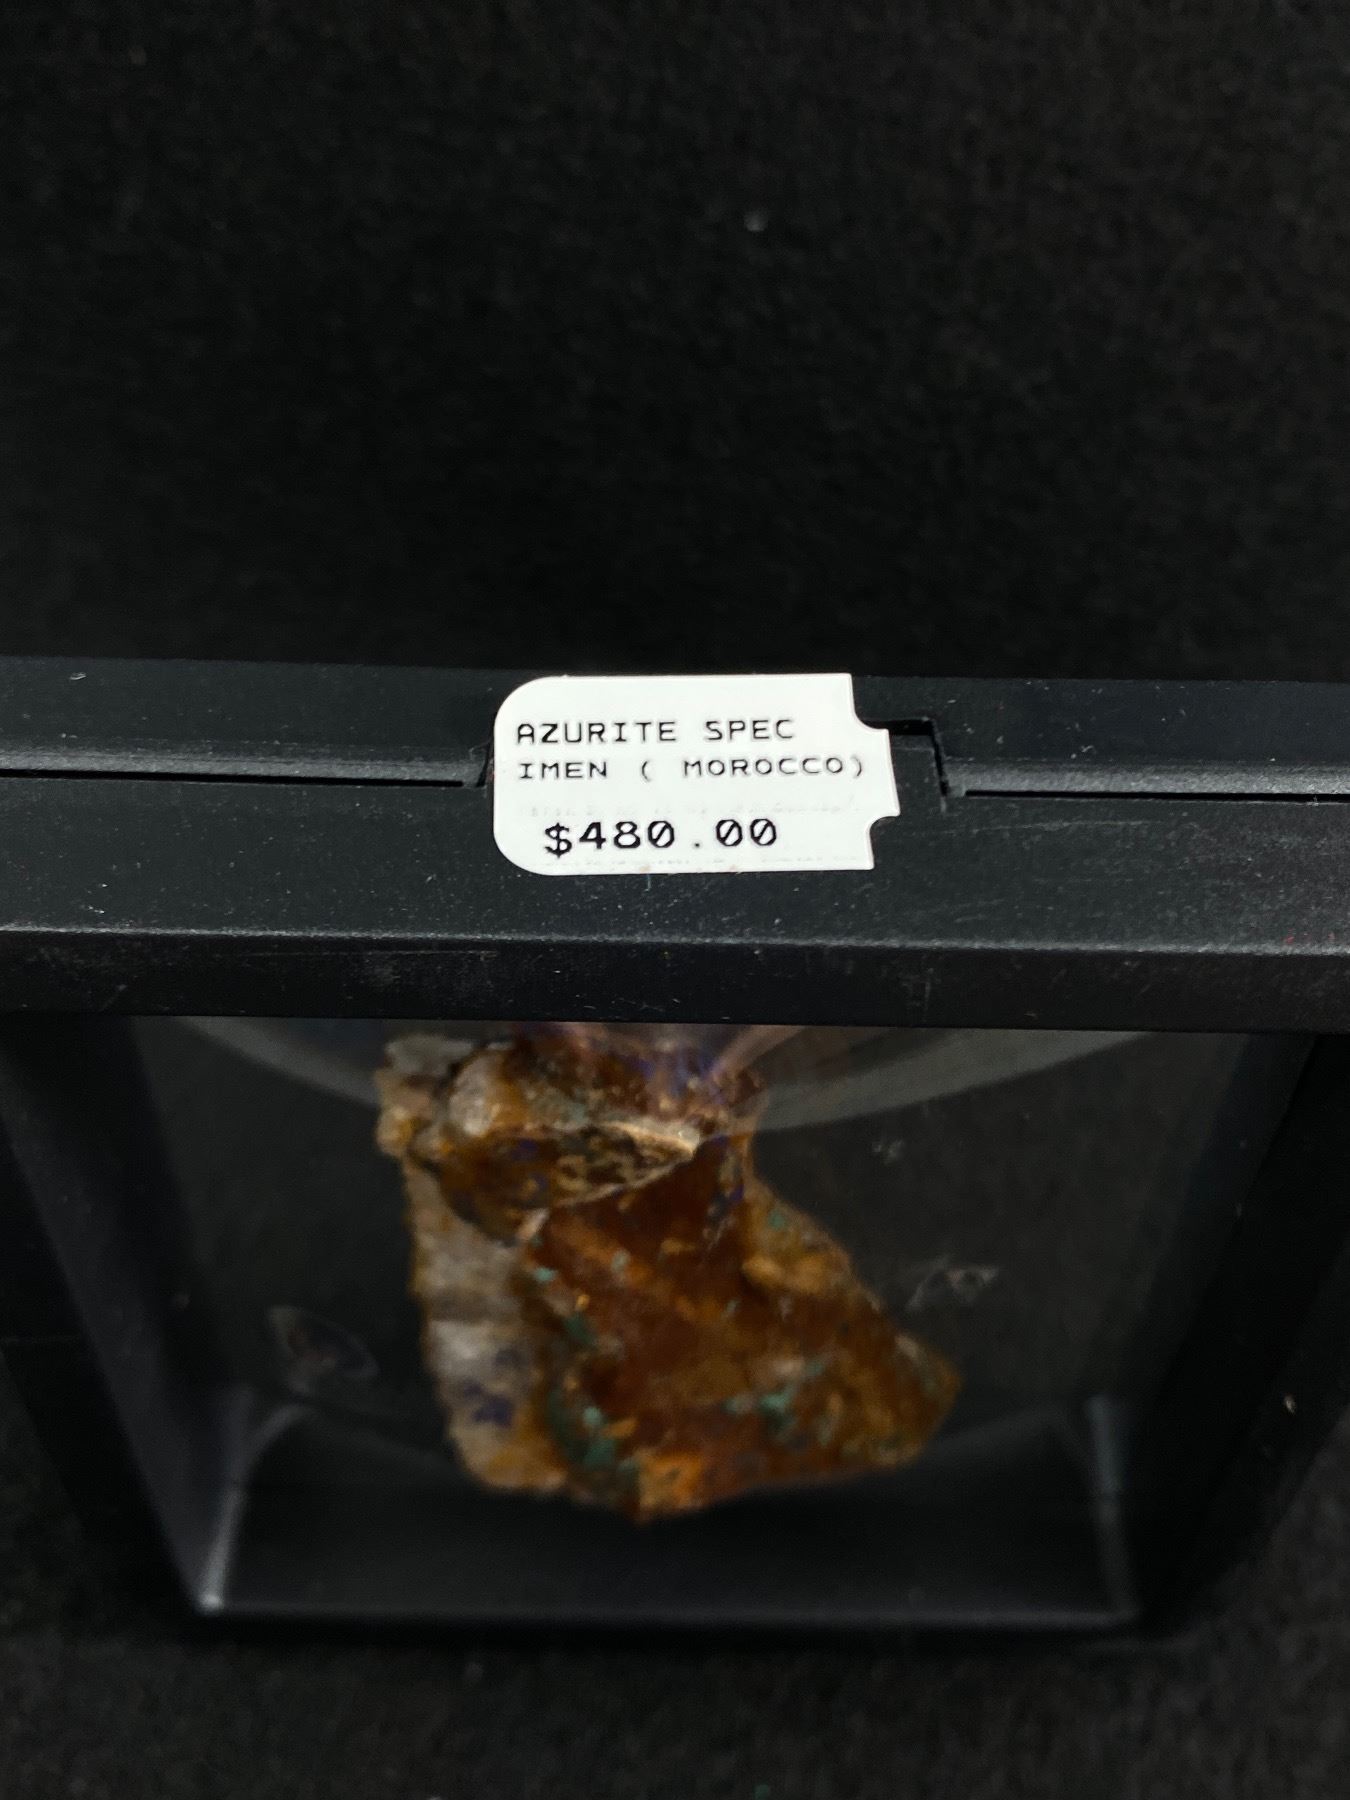 AZURITE SPEC
IMEN ( MOROCCO)
$480.00